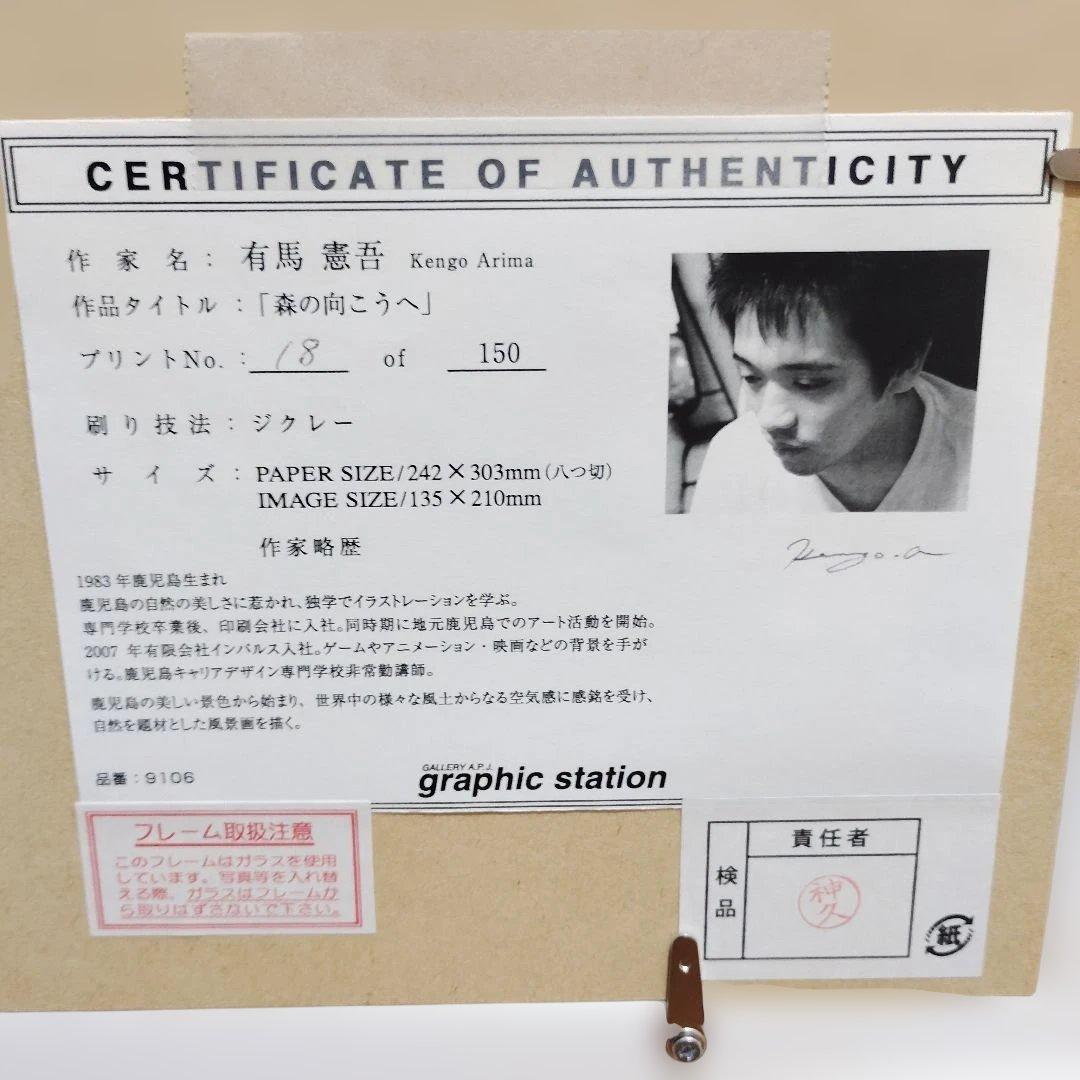 CERTIFICATE OF AUTHENTICITY
作家名：有馬 憲吾 Kengo Arima
作品タイトル：「森の向こうへ」
プリントNo.：18 of 150
刷り技法：ジクレー
サイズ：PAPER SIZE/242×303mm(八つ切)
IMAGE SIZE/135×210mm
作家略歴
1983年鹿児島生まれ
鹿児島の自然の美しさに惹かれ、独学でイラストレーションを学ぶ。
専門学校卒業後、印刷会社に入社。同時期に地元鹿児島でのアート活動を開始。
2007 年有限会社インパルス入社。ゲームやアニメーション・映画などの背景を手が
ける。鹿児島キャリアデザイン専門学校非常勤講師。
鹿児島の美しい景色から始まり、世界中の様々な風土からなる空気感に感銘を受け、
自然を題材とした風景画を描く。
Kengo.a
品番：9106
GALLERY A.P.J.
graphic station
フレーム取扱注意
このフレームはガラスを使用
しています。写真等を入れ替
える際、ガラスはフレームか
ら取りはずさないで下さい。
検品
責任者
神久
紙